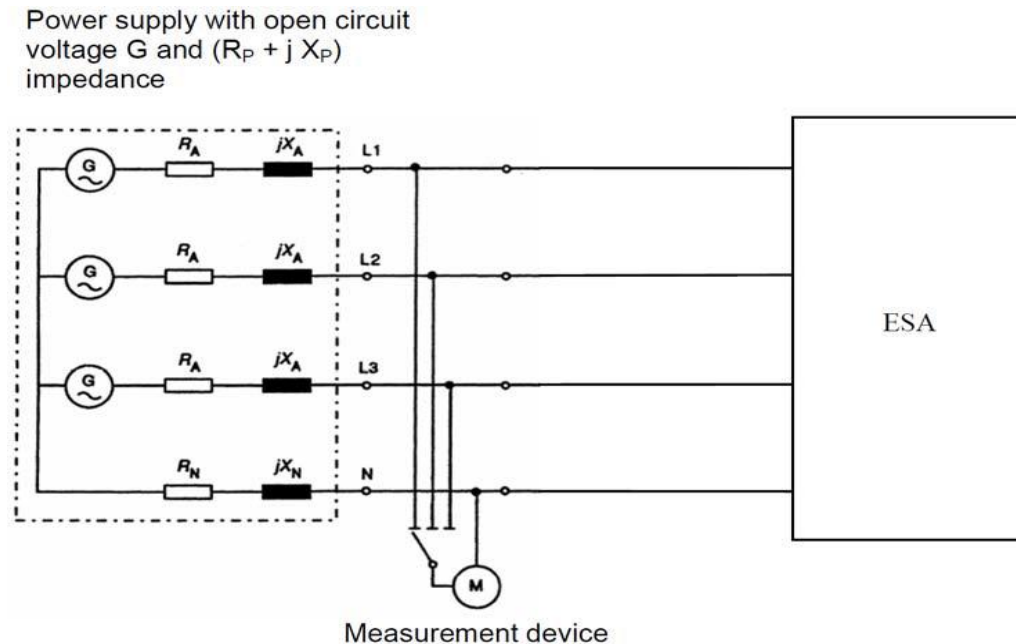 Power supply with open circuit
voltage G and (RP + j XP)
impedance
G RA jXA L1
G RA jXA L2
G RA jXA L3
RN jXN N
ESA
M
Measurement device